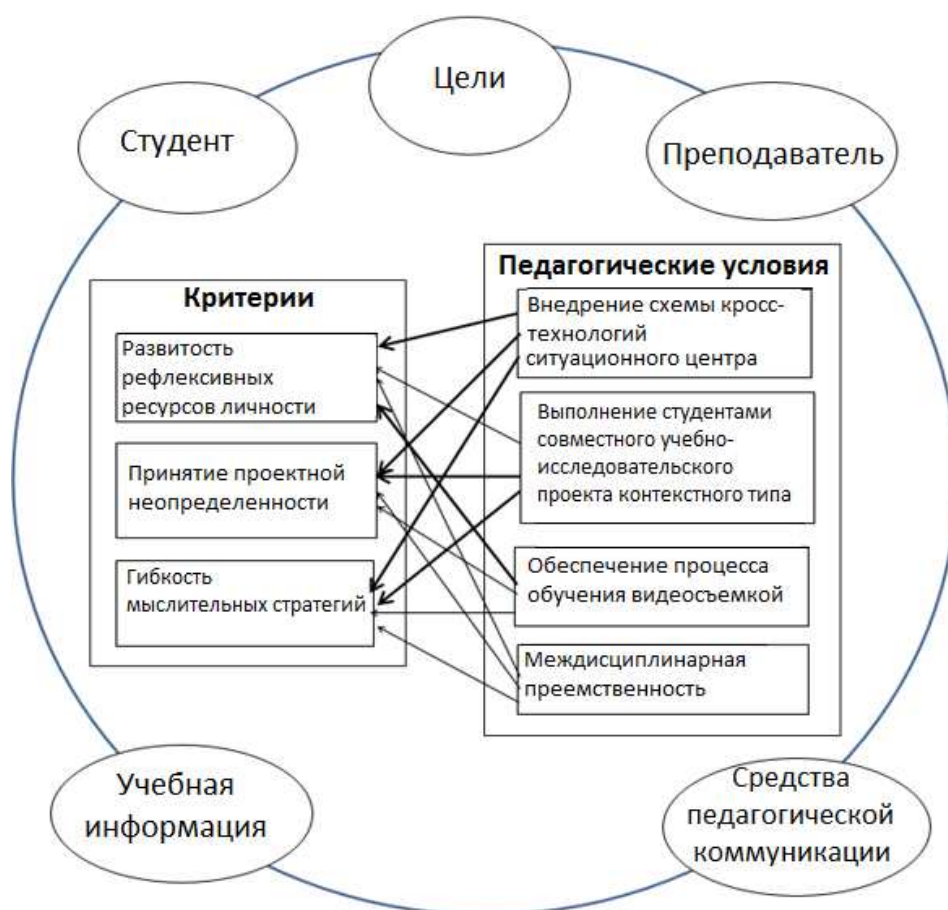 Цели
Студент
Преподаватель
Критерии
Развитость
рефлексивных
ресурсов личности
Принятие проектной
неопределенности
Гибкость
мыслительных стратегий
Педагогические условия
Внедрение схемы кросс-
технологий
ситуационного центра
Выполнение студентами
совместного учебно-
исследовательского
проекта контекстного типа
Обеспечение процесса
обучения видеосъемкой
Междисциплинарная
преемственность
Учебная
информация
Средства
педагогической
коммуникации